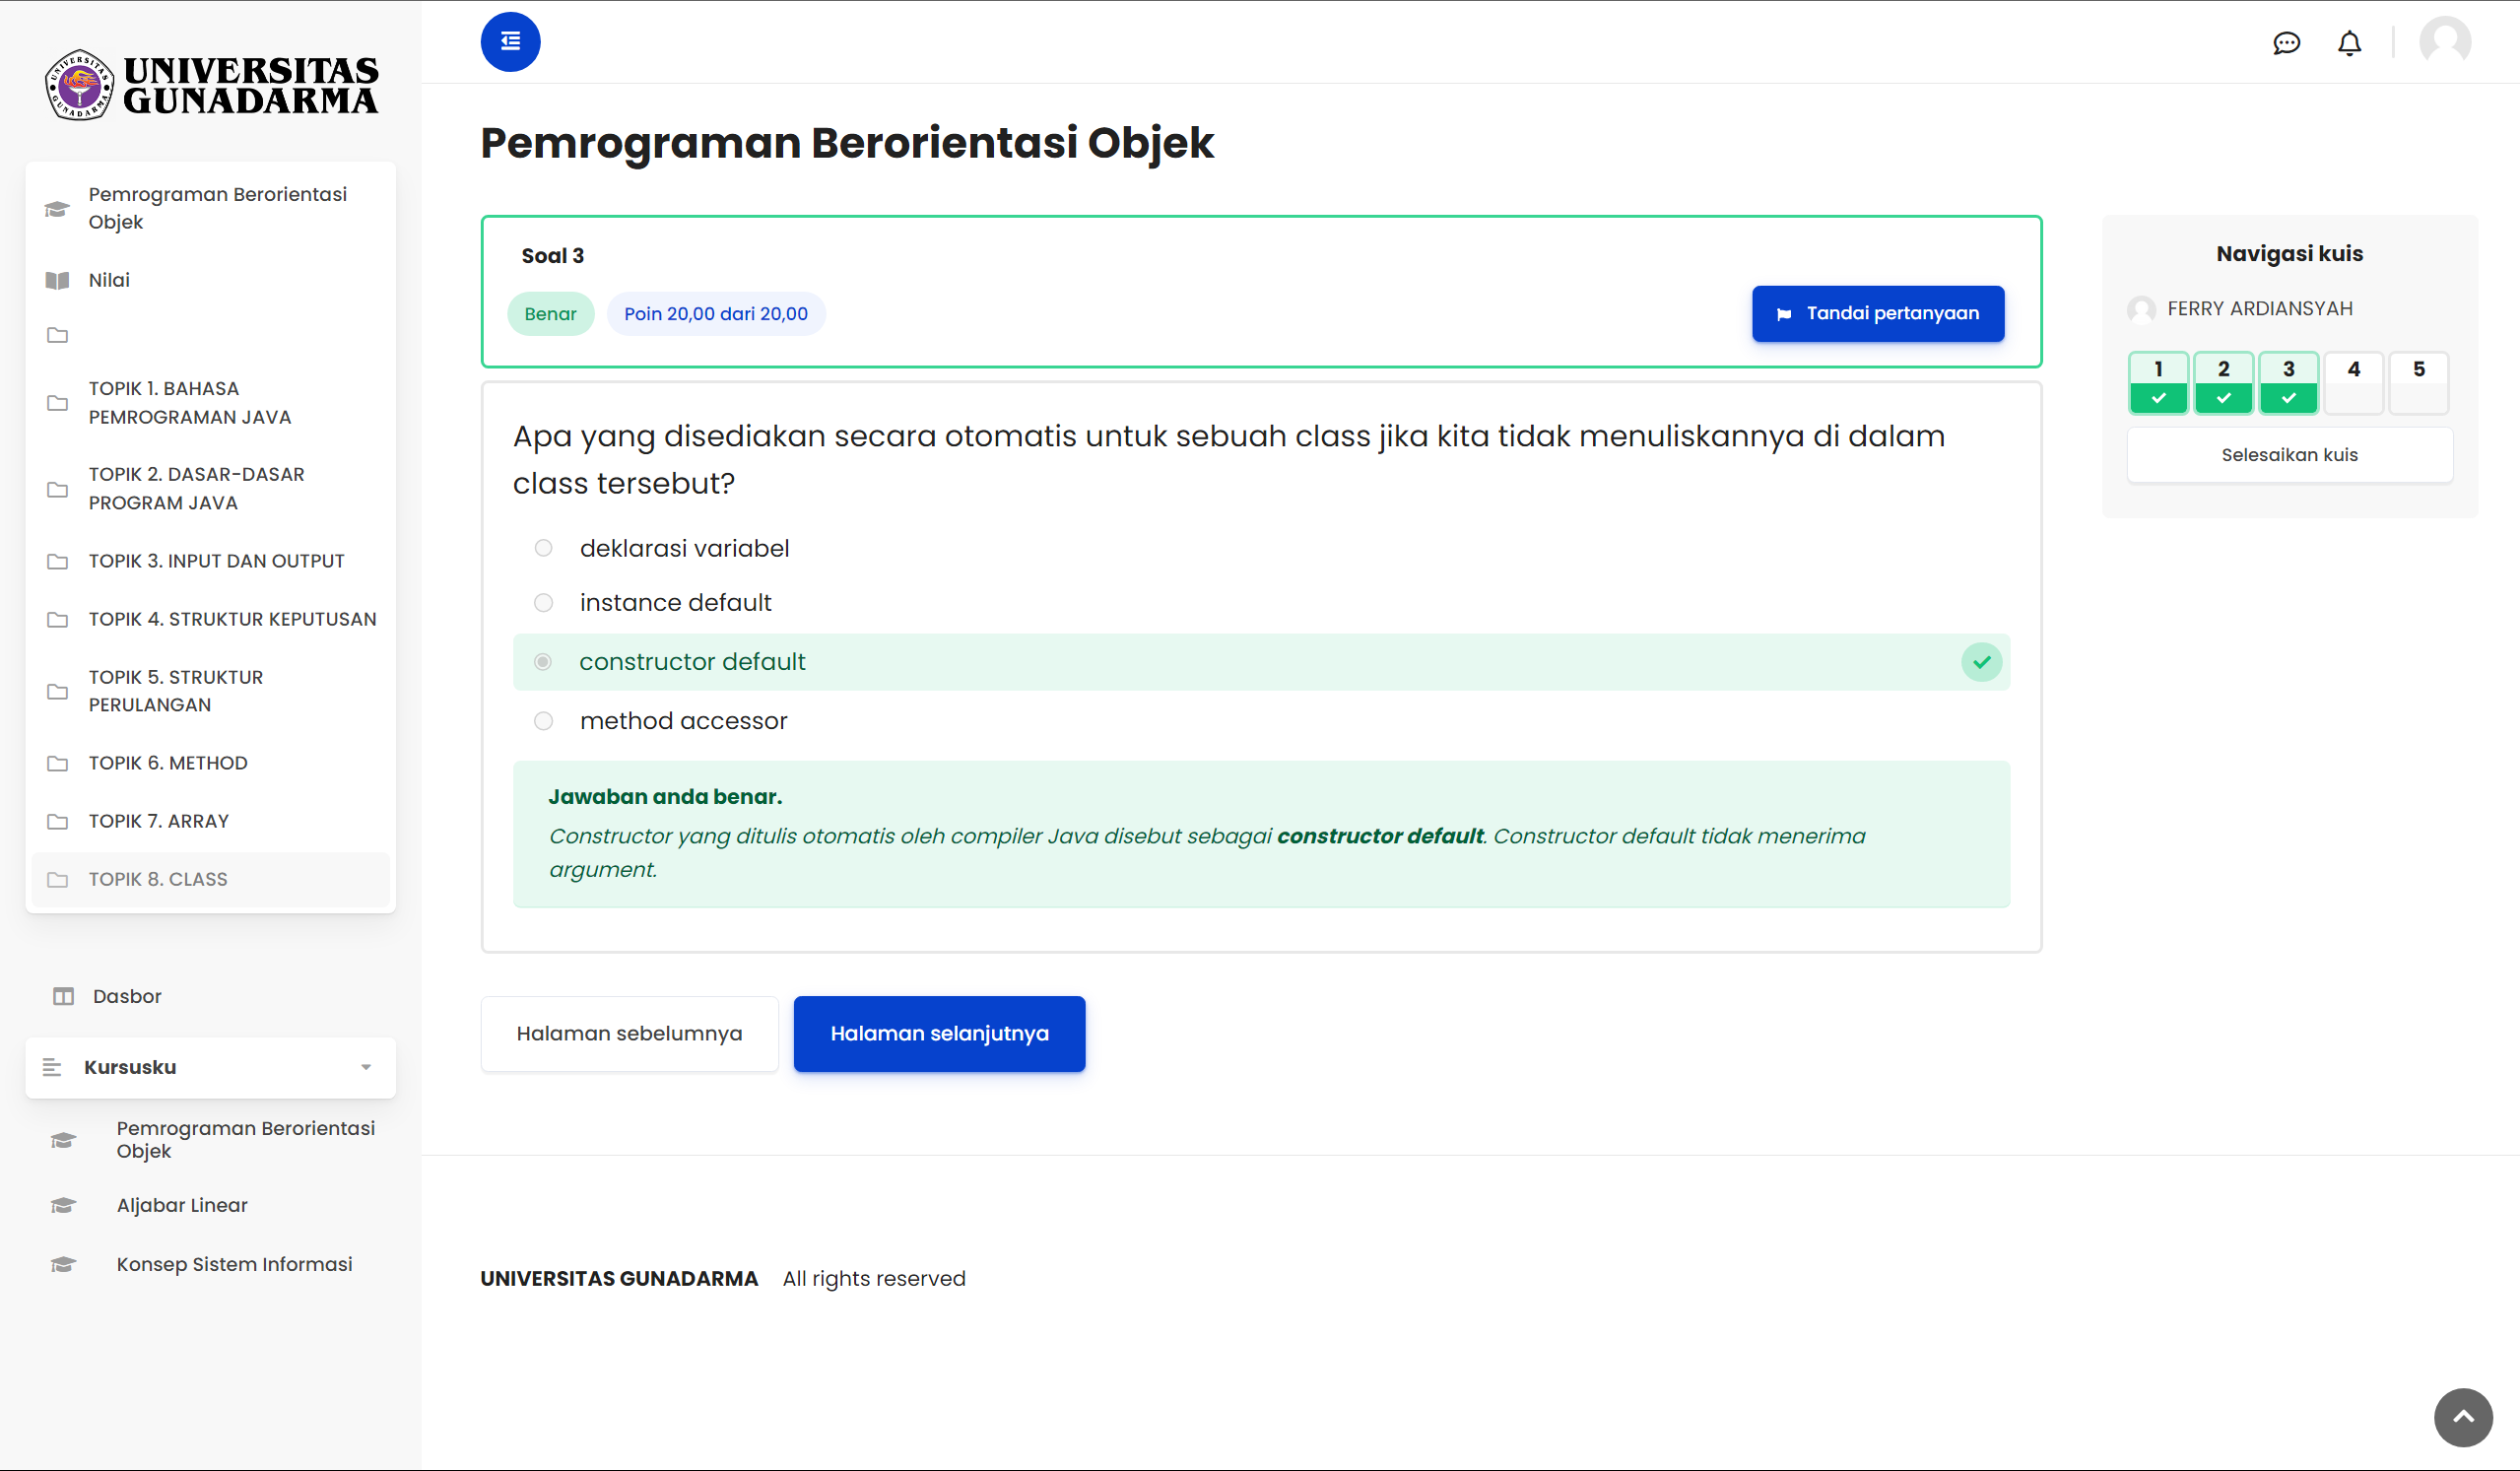 UNIVERSITAS
GUNADARMA
Pemrograman Berorientasi
Objek
Nilai
TOPIK 1. BAHASA
PEMROGRAMAN JAVA
TOPIK 2. DASAR-DASAR
PROGRAM JAVA
TOPIK 3. INPUT DAN OUTPUT
TOPIK 4. STRUKTUR KEPUTUSAN
TOPIK 5. STRUKTUR
PERULANGAN
TOPIK 6. METHOD
TOPIK 7. ARRAY
TOPIK 8. CLASS
Dasbor
Kursusku
Pemrograman Berorientasi
Objek
Aljabar Linear
Konsep Sistem Informasi
Pemrograman Berorientasi Objek
Soal 3
Benar
Poin 20,00 dari 20,00
Tandai pertanyaan
Apa yang disediakan secara otomatis untuk sebuah class jika kita tidak menuliskannya di dalam
class tersebut?
deklarasi variabel
instance default
constructor default
method accessor
Jawaban anda benar.
Constructor yang ditulis otomatis oleh compiler Java disebut sebagai constructor default. Constructor default tidak menerima
argument.
Halaman sebelumnya
Halaman selanjutnya
Navigasi kuis
FERRY ARDIANSYAH
1 2 3 4 5
Selesaikan kuis
UNIVERSITAS GUNADARMA All rights reserved